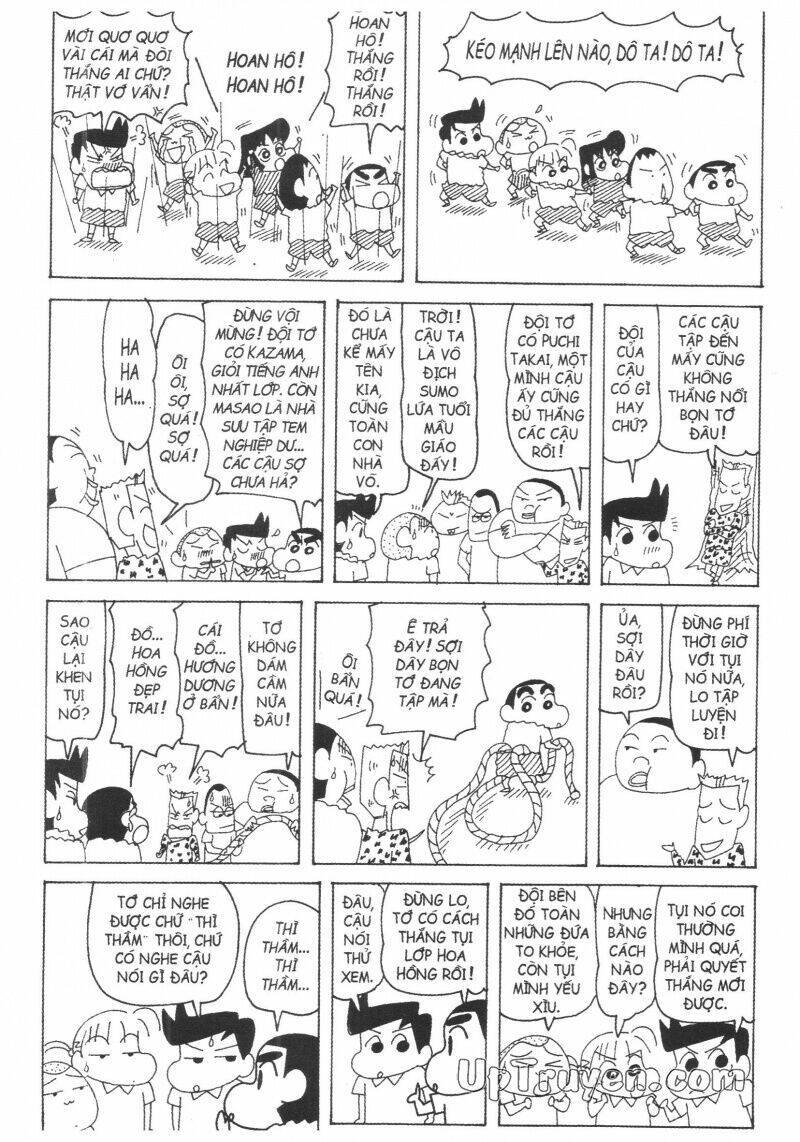 KÉO MẠNH LÊN NÀO, DÔ TA! DÔ TA!
HOAN
HÔ!
THẮNG
RỒI!
THẮNG
RỒI!
HOAN HÔ!
HOAN HÔ!
MỚI QUƠ QUƠ
VÀI CÁI MÀ ĐÒI
THẮNG AI CHỨ?
THẬT VỚ VẨN!
CÁC CẬU
TẬP ĐẾN
MẤY CŨNG
KHÔNG
THẮNG NỔI
BỌN TỚ
ĐÂU!
ĐỘI
CỦA
CẬU
CÓ GÌ
HAY
CHỨ?
ĐỘI TỚ
CÓ PUCHI
TAKAI, MỘT
MÌNH CẬU
ẤY CŨNG
ĐỦ THẮNG
CÁC CẬU
RỒI!
TRỜI!
CẬU TA
LÀ VÔ
ĐỊCH
SUMO
LỨA TUỔI
MẪU
GIÁO
ĐẤY!
ĐÓ LÀ
CHƯA
KỂ MẤY
TÊN
KIA,
CŨNG
TOÀN
CON
NHÀ
VÕ.
ĐỪNG VỘI
MỪNG! ĐỘI TỚ
CÓ KAZAMA,
GIỎI TIẾNG ANH
NHẤT LỚP. CÒN
MASAO LÀ NHÀ
SƯU TẬP TEM
NGHIỆP DƯ...
CÁC CẬU SỢ
CHƯA HẢ?
ÔI
ÔI,
SỢ
QUÁ!
SỢ
QUÁ!
HA
HA
HA...
ĐỪNG PHÍ
THỜI GIỜ
VỚI TỤI
NÓ NỮA,
LO TẬP
LUYỆN
ĐI!
ỦA,
SỢI
DÂY
ĐÂU
RỒI?
Ê TRẢ
ĐÂY! SỢI
DÂY BỌN
TỚ ĐANG
TẬP MÀ!
ÔI
BẨN
QUÁ!
TỚ
KHÔNG
DÁM
CẦM
NỮA
ĐÂU!
CÁI
ĐỒ...
HƯỚNG
DƯƠNG
Ở BẨN!
ĐỒ...
HOA
HỒNG
ĐẸP
TRAI!
SAO
CẬU
LẠI
KHEN
TỤI
NÓ?
TỤI NÓ COI
THƯỜNG
MÌNH QUÁ,
PHẢI QUYẾT
THẮNG MỚI
ĐƯỢC.
NHƯNG
BẰNG
CÁCH
NÀO
ĐÂY?
ĐỘI BÊN
ĐÓ TOÀN
NHỮNG ĐỨA
TO KHỎE,
CÒN TỤI
MÌNH YẾU
XÌU.
ĐỪNG LO,
TỚ CÓ CÁCH
THẮNG TỤI
LỚP HOA
HỒNG RỒI!
ĐÂU,
CẬU
NÓI
THỬ
XEM.
THÌ
THẦM...
THÌ
THẦM...
TỚ CHỈ NGHE
ĐƯỢC CHỮ "THÌ
THẦM" THÔI, CHỨ
CÓ NGHE CẬU
NÓI GÌ ĐÂU?
UpTruyen.com